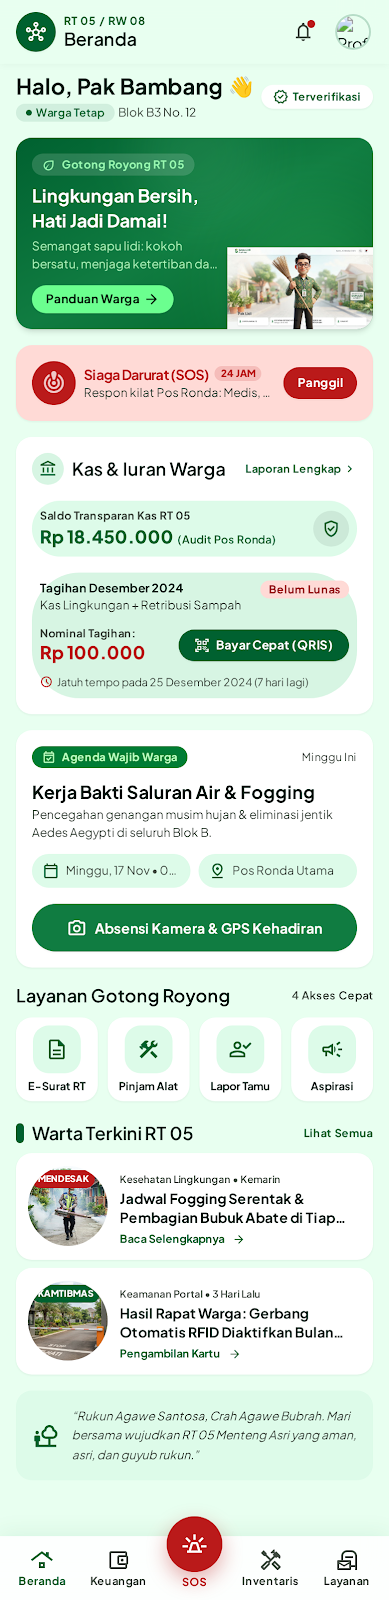 RT 05 / RW 08
Beranda
Halo, Pak Bambang 👋
Terverifikasi
Warga Tetap
Blok B3 No. 12
Gotong Royong RT 05
Lingkungan Bersih,
Hati Jadi Damai!
Semangat sapu lidi: kokoh
bersatu, menjaga ketertiban da...
Panduan Warga →
Siaga Darurat (SOS) 24 JAM
Respon kilat Pos Ronda: Medis, ...
Panggil
Kas & Iuran Warga
Laporan Lengkap >
Saldo Transparan Kas RT 05
Rp 18.450.000 (Audit Pos Ronda)
Tagihan Desember 2024
Belum Lunas
Kas Lingkungan + Retribusi Sampah
Nominal Tagihan:
Rp 100.000
Bayar Cepat (QRIS)
Jatuh tempo pada 25 Desember 2024 (7 hari lagi)
Agenda Wajib Warga
Minggu Ini
Kerja Bakti Saluran Air & Fogging
Pencegahan genangan musim hujan & eliminasi jentik
Aedes Aegypti di seluruh Blok B.
Minggu, 17 Nov • 0...
Pos Ronda Utama
Absensi Kamera & GPS Kehadiran
Layanan Gotong Royong
4 Akses Cepat
E-Surat RT
Pinjam Alat
Lapor Tamu
Aspirasi
Warta Terkini RT 05
Lihat Semua
MENDESAK
Kesehatan Lingkungan • Kemarin
Jadwal Fogging Serentak &
Pembagian Bubuk Abate di Tiap...
Baca Selengkapnya →
KAMTIBMAS
Keamanan Portal • 3 Hari Lalu
Hasil Rapat Warga: Gerbang
Otomatis RFID Diaktifkan Bulan...
Pengambilan Kartu →
"Rukun Agawe Santosa, Crah Agawe Bubrah. Mari
bersama wujudkan RT 05 Menteng Asri yang aman,
asri, dan guyub rukun."
Beranda
Keuangan
SOS
Inventaris
Layanan